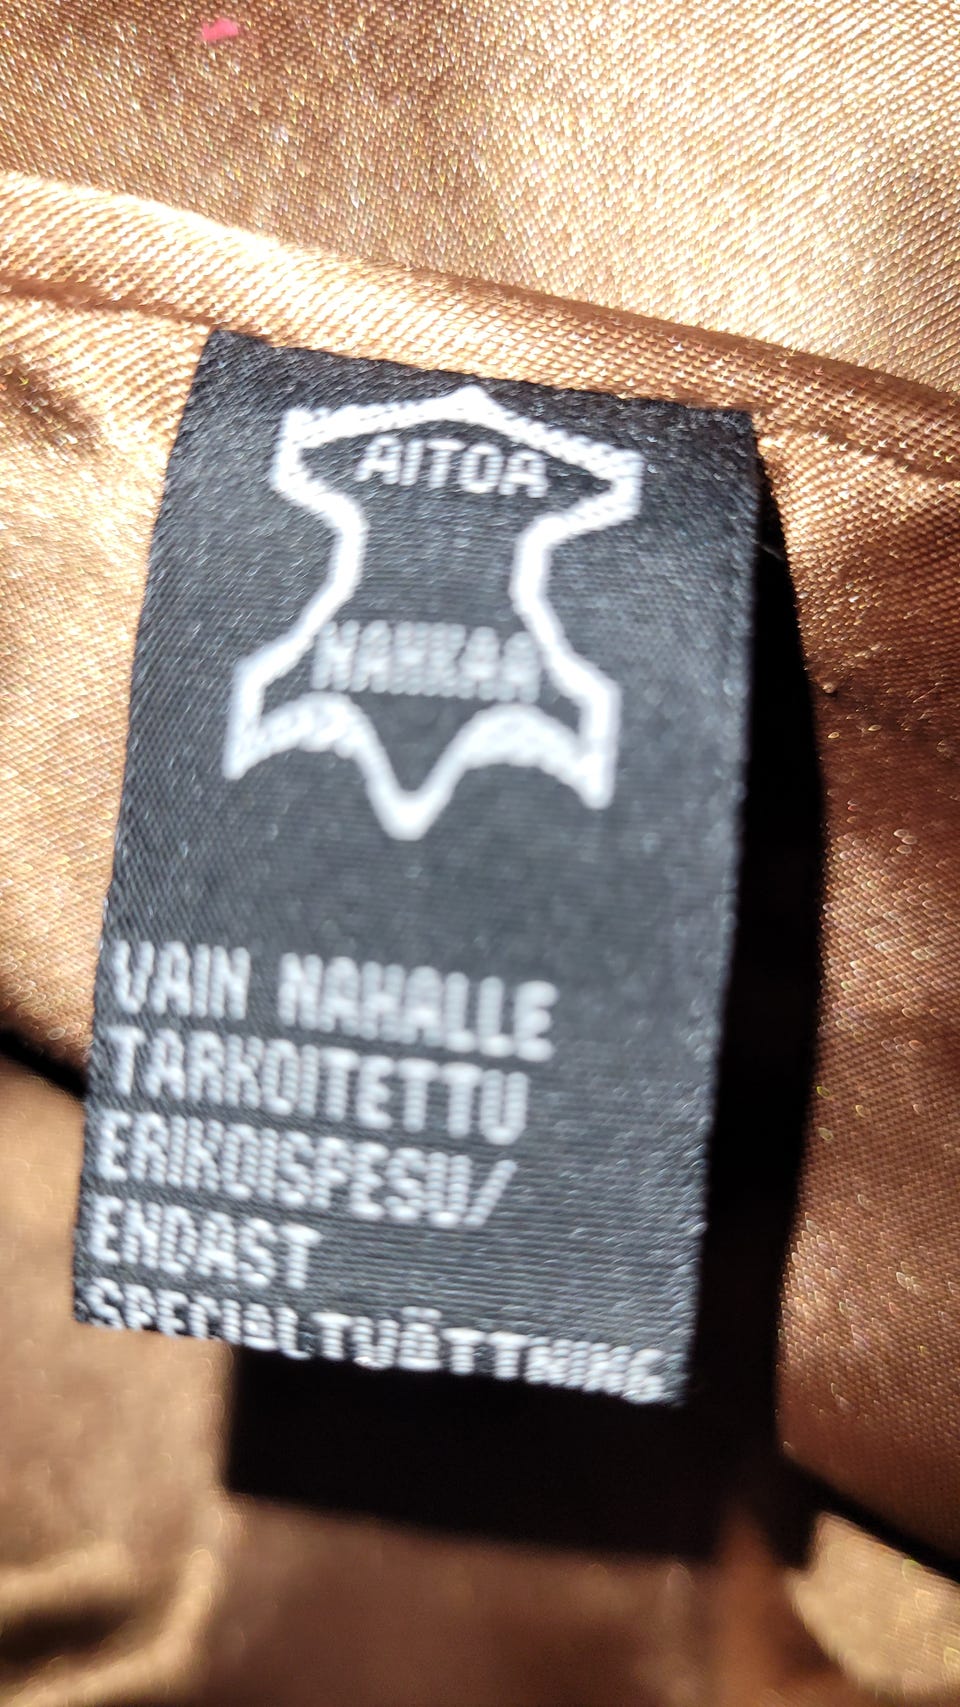 AITOA
NAHKAA
VAIN NAHALLE
TARKOITETTU
ERIKOISPESU/
ENDAST
SPECIALTVÄTTNING